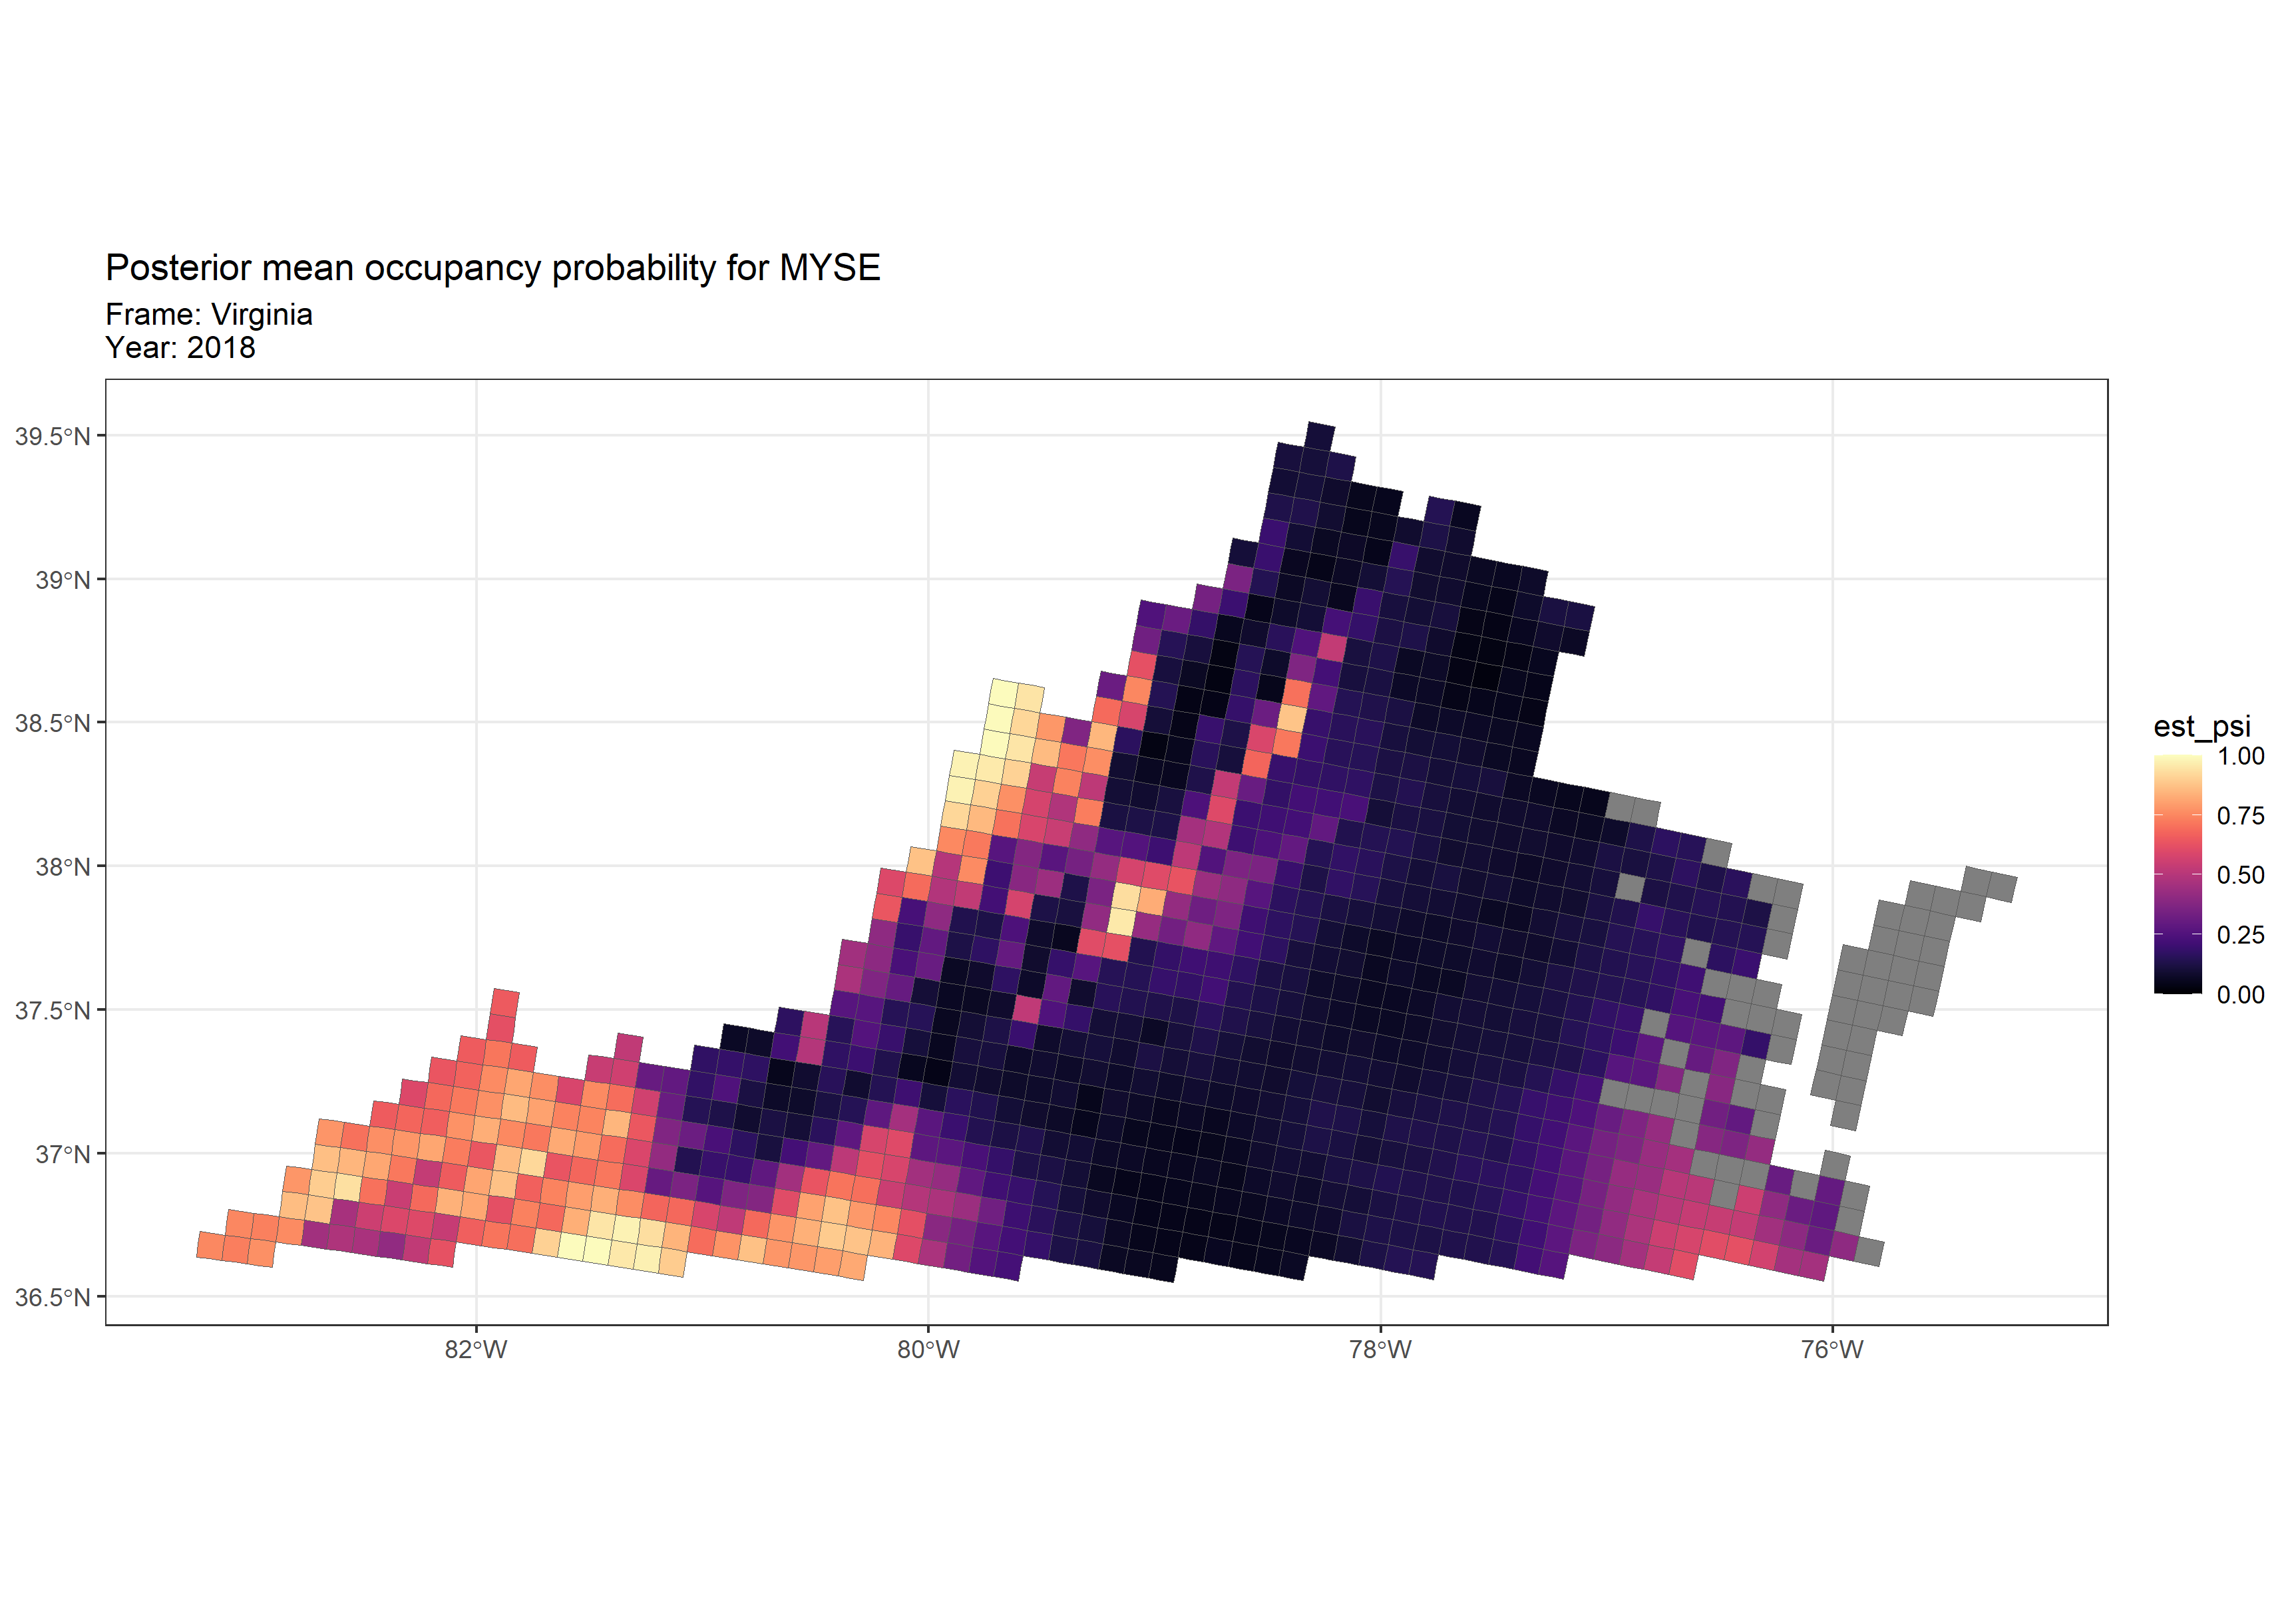 Posterior mean occupancy probability for MYSE
Frame: Virginia
Year: 2018
39.5°N
39°N
38.5°N
38°N
37.5°N
37°N
36.5°N
82°W
80°W
78°W
76°W
est_psi
1.00
0.75
0.50
0.25
0.00